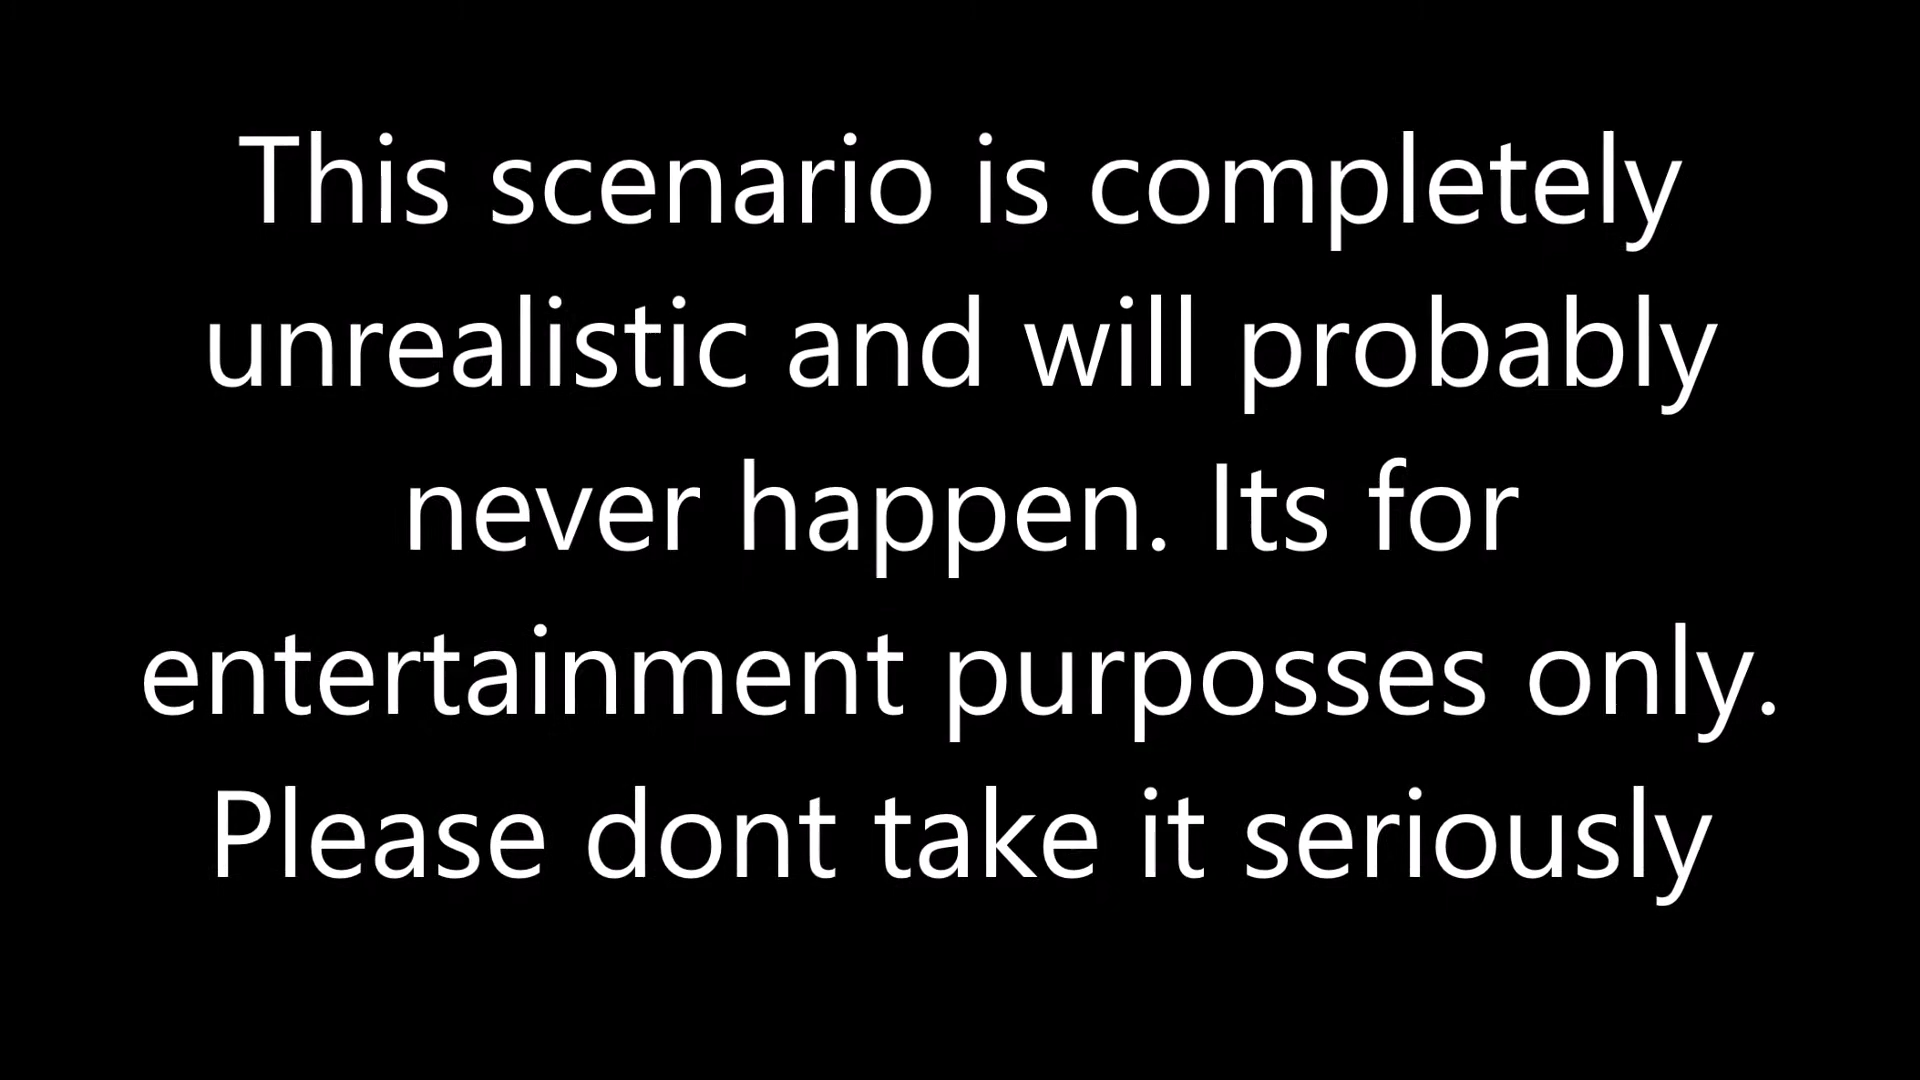 This scenario is completely
unrealistic and will probably
never happen. Its for
entertainment purposses only.
Please dont take it seriously